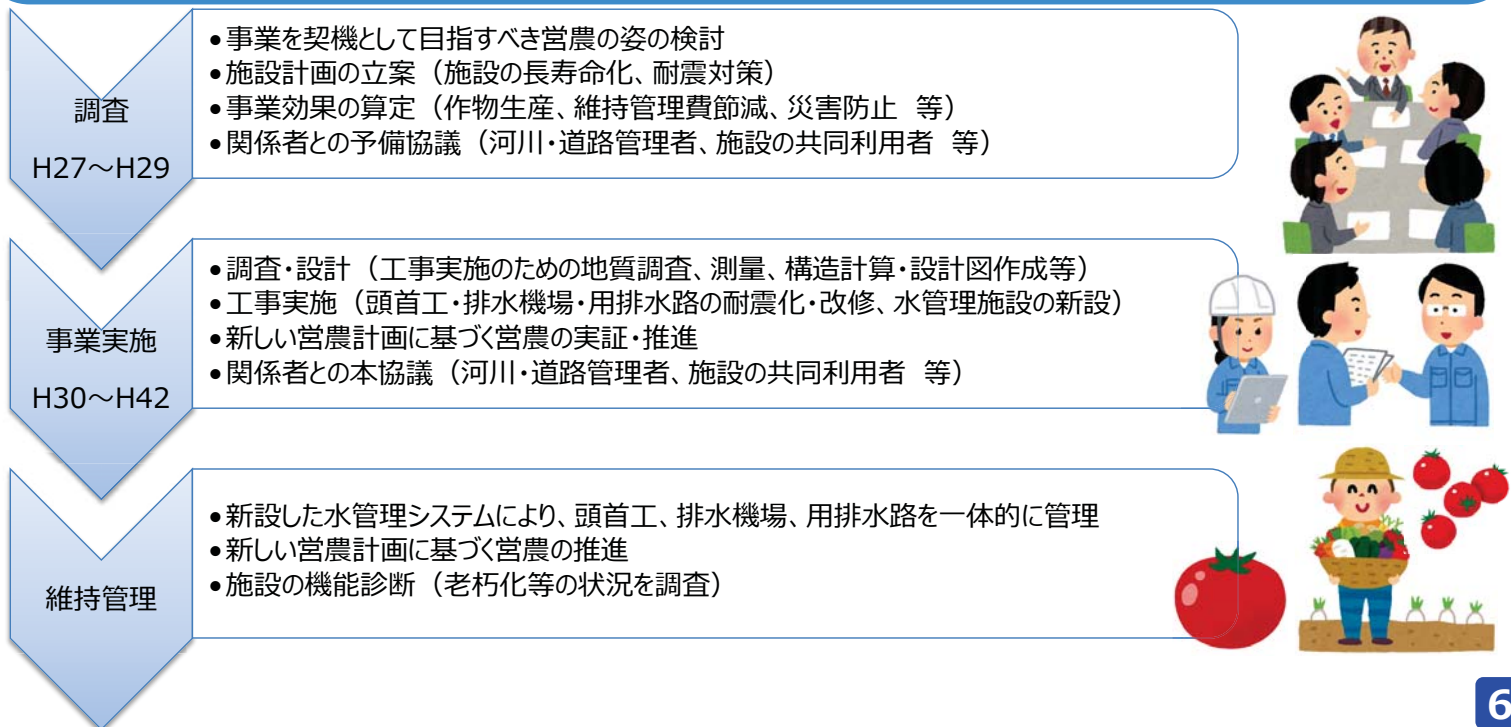 調査
H27～H29
•事業を契機として目指すべき営農の姿の検討
•施設計画の立案（施設の長寿命化、耐震対策）
•事業効果の算定（作物生産、維持管理費節減、災害防止 等）
•関係者との予備協議（河川・道路管理者、施設の共同利用者 等）
事業実施
H30～H42
•調査・設計（工事実施のための地質調査、測量、構造計算・設計図作成等）
•工事実施（頭首工・排水機場・用排水路の耐震化・改修、水管理施設の新設）
•新しい営農計画に基づく営農の実証・推進
•関係者との本協議（河川・道路管理者、施設の共同利用者 等）
維持管理
•新設した水管理システムにより、頭首工、排水機場、用排水路を一体的に管理
•新しい営農計画に基づく営農の推進
•施設の機能診断（老朽化等の状況を調査）
6